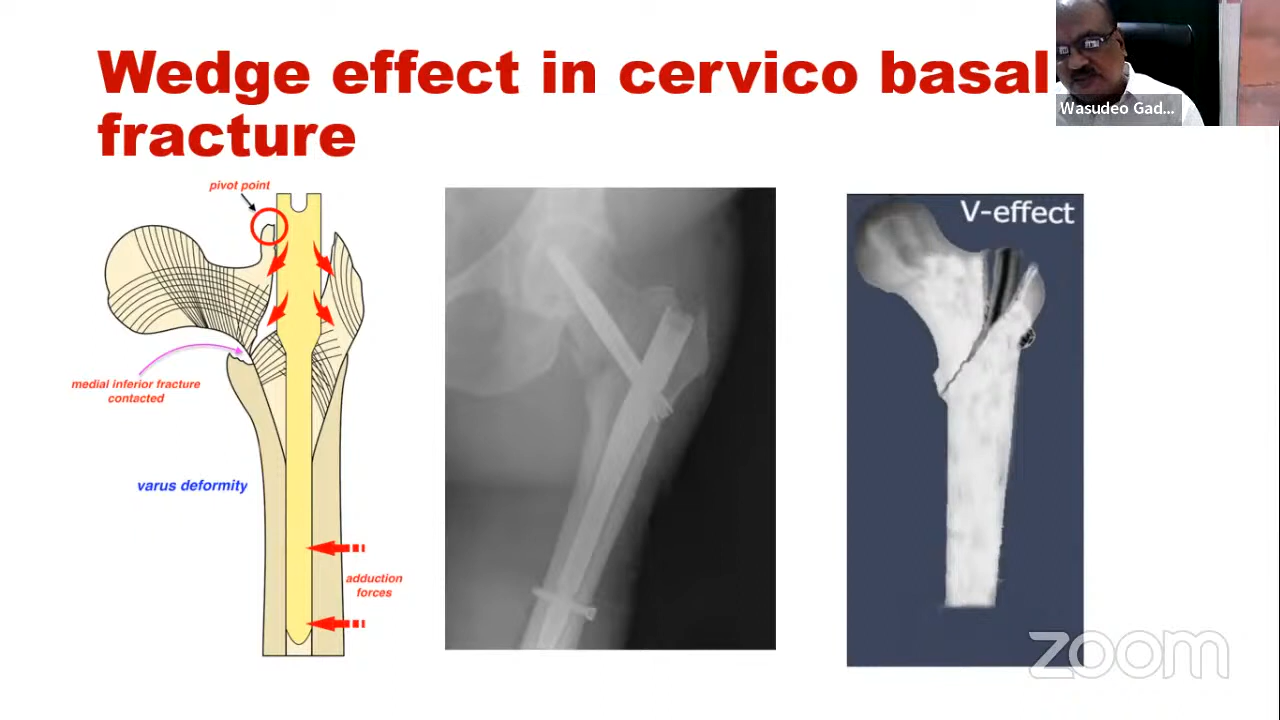 Wedge effect in cervico basal
fracture
Wasudeo Gad...
pivot point
medial inferior fracture
contacted
varus deformity
adduction
forces
V-effect
zoom